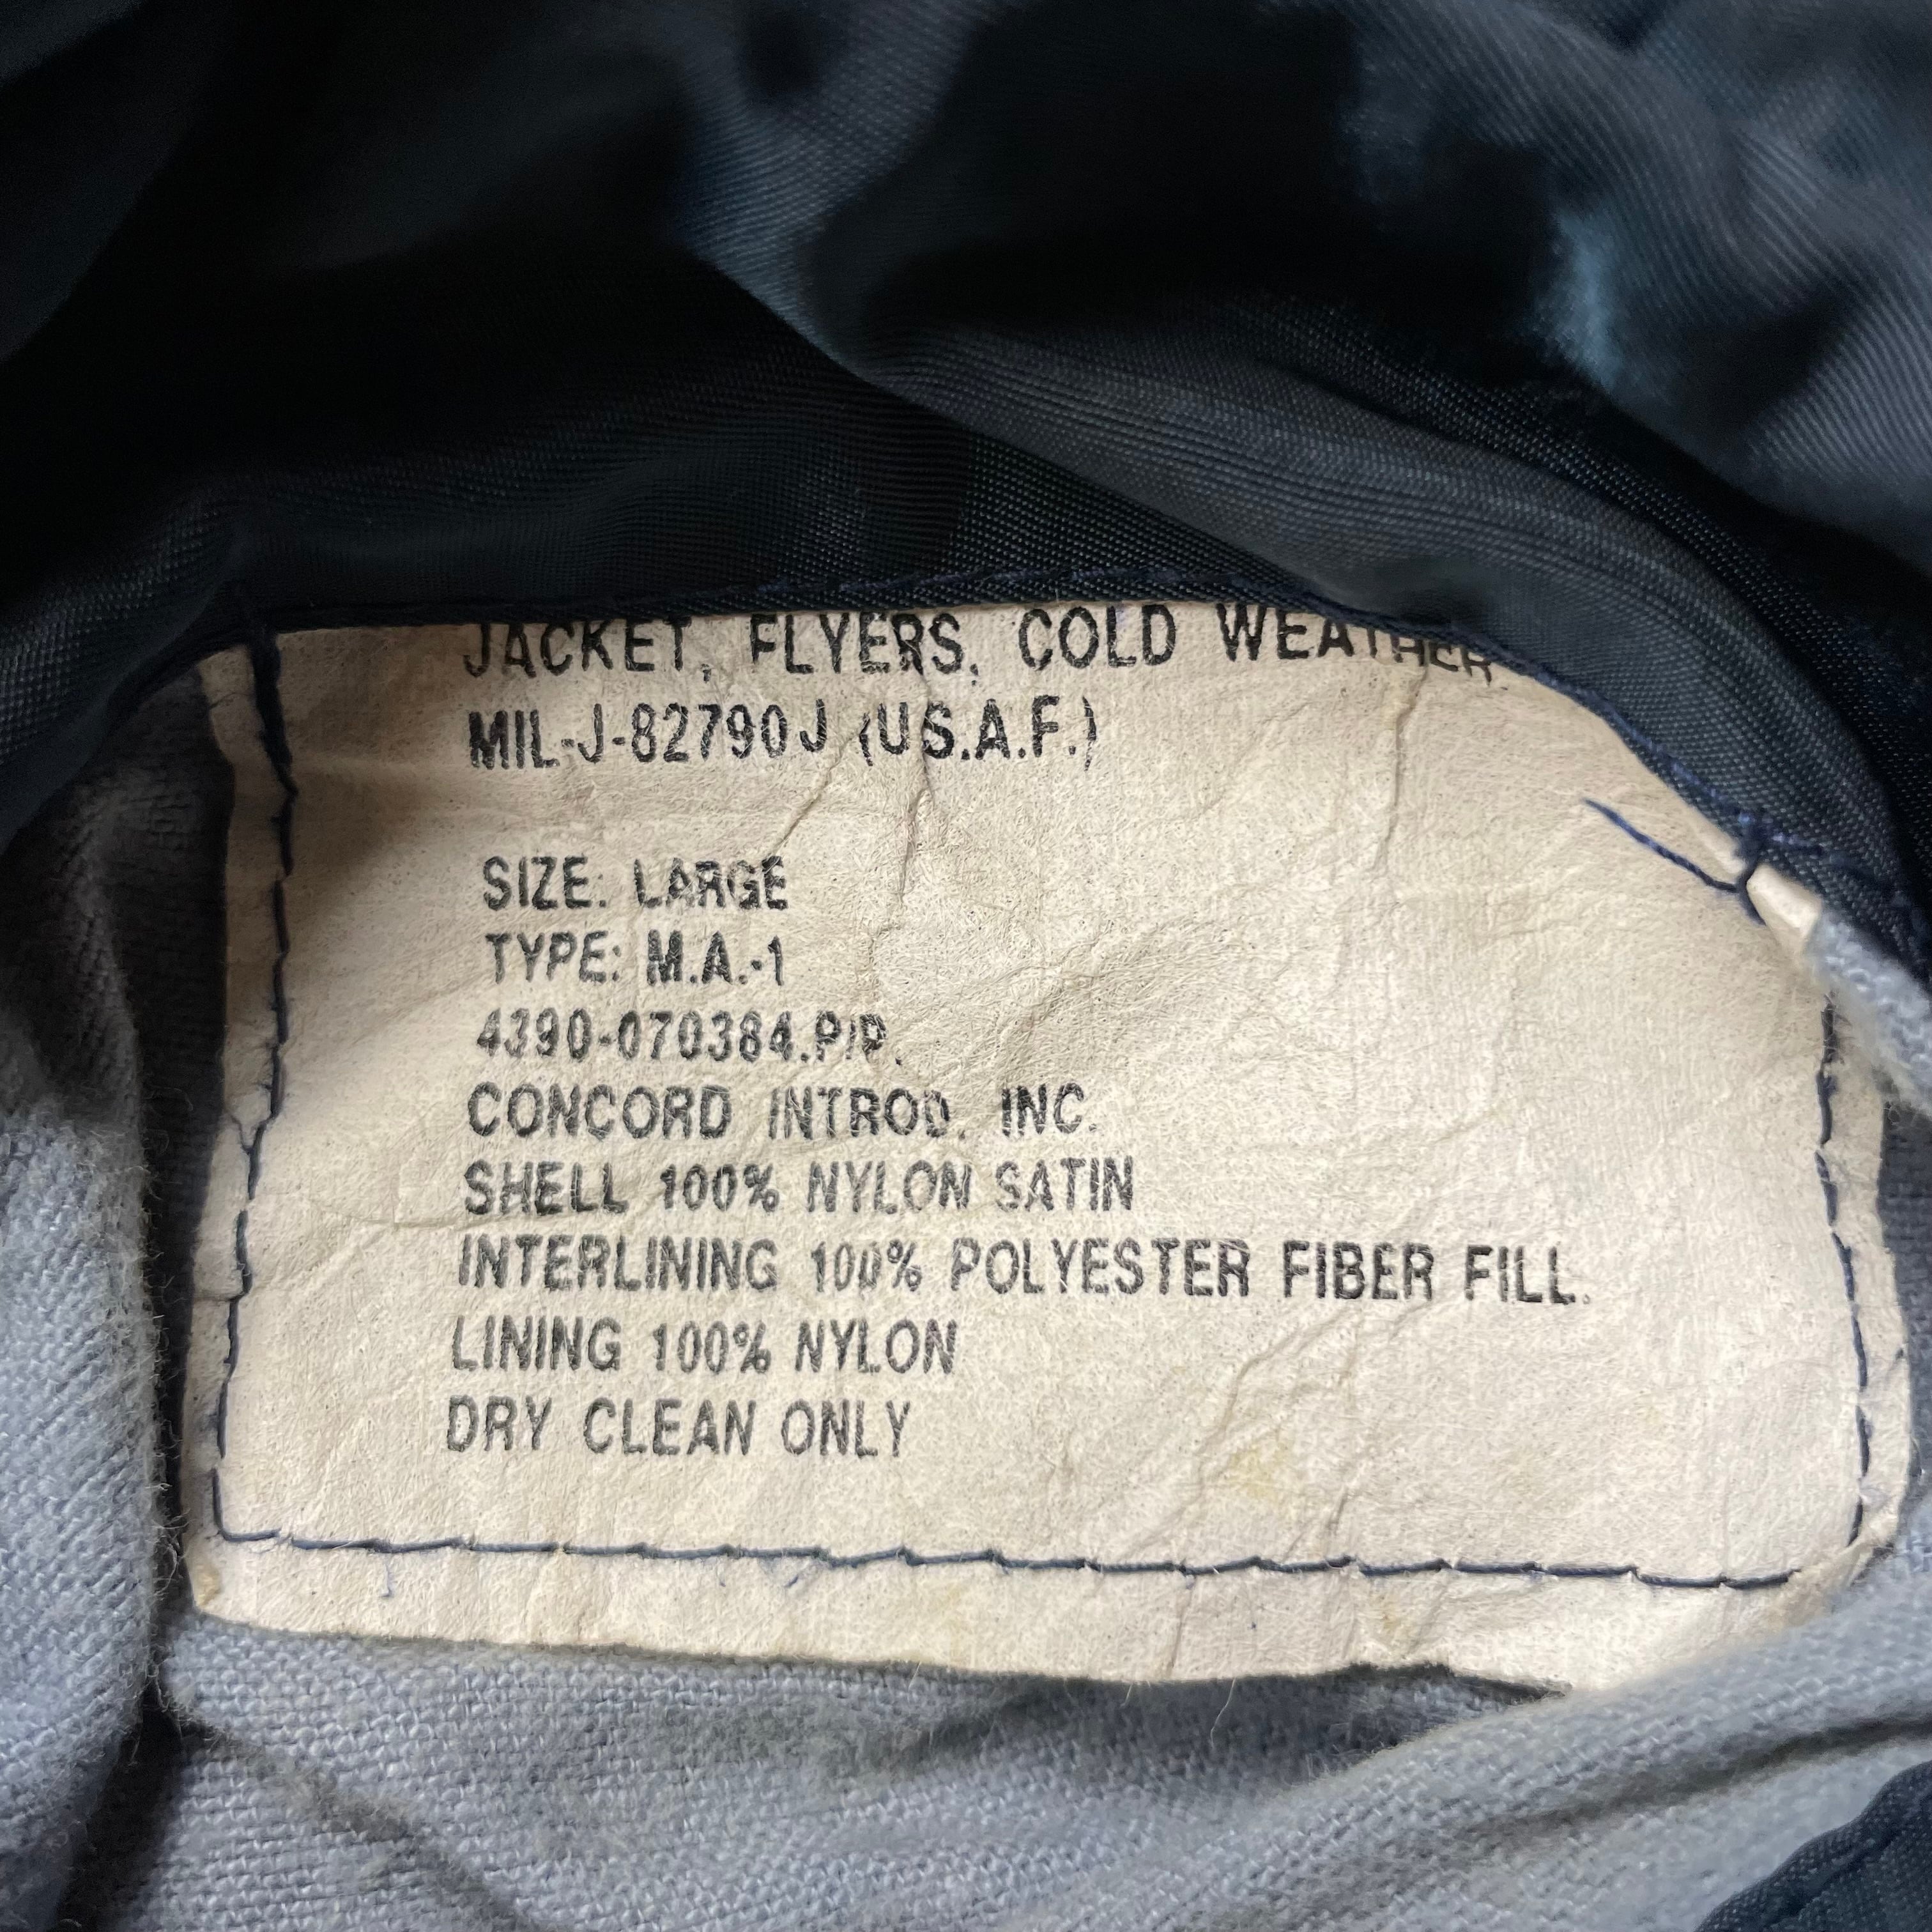 JACKET, FLYERS, COLD WEATHER
MIL-J-82790J (U.S.A.F.)
SIZE: LARGE
TYPE: M.A.-1
4390-070384.P/P.
CONCORD INTROD. INC.
SHELL 100% NYLON SATIN
INTERLINING 100% POLYESTER FIBER FILL.
LINING 100% NYLON
DRY CLEAN ONLY